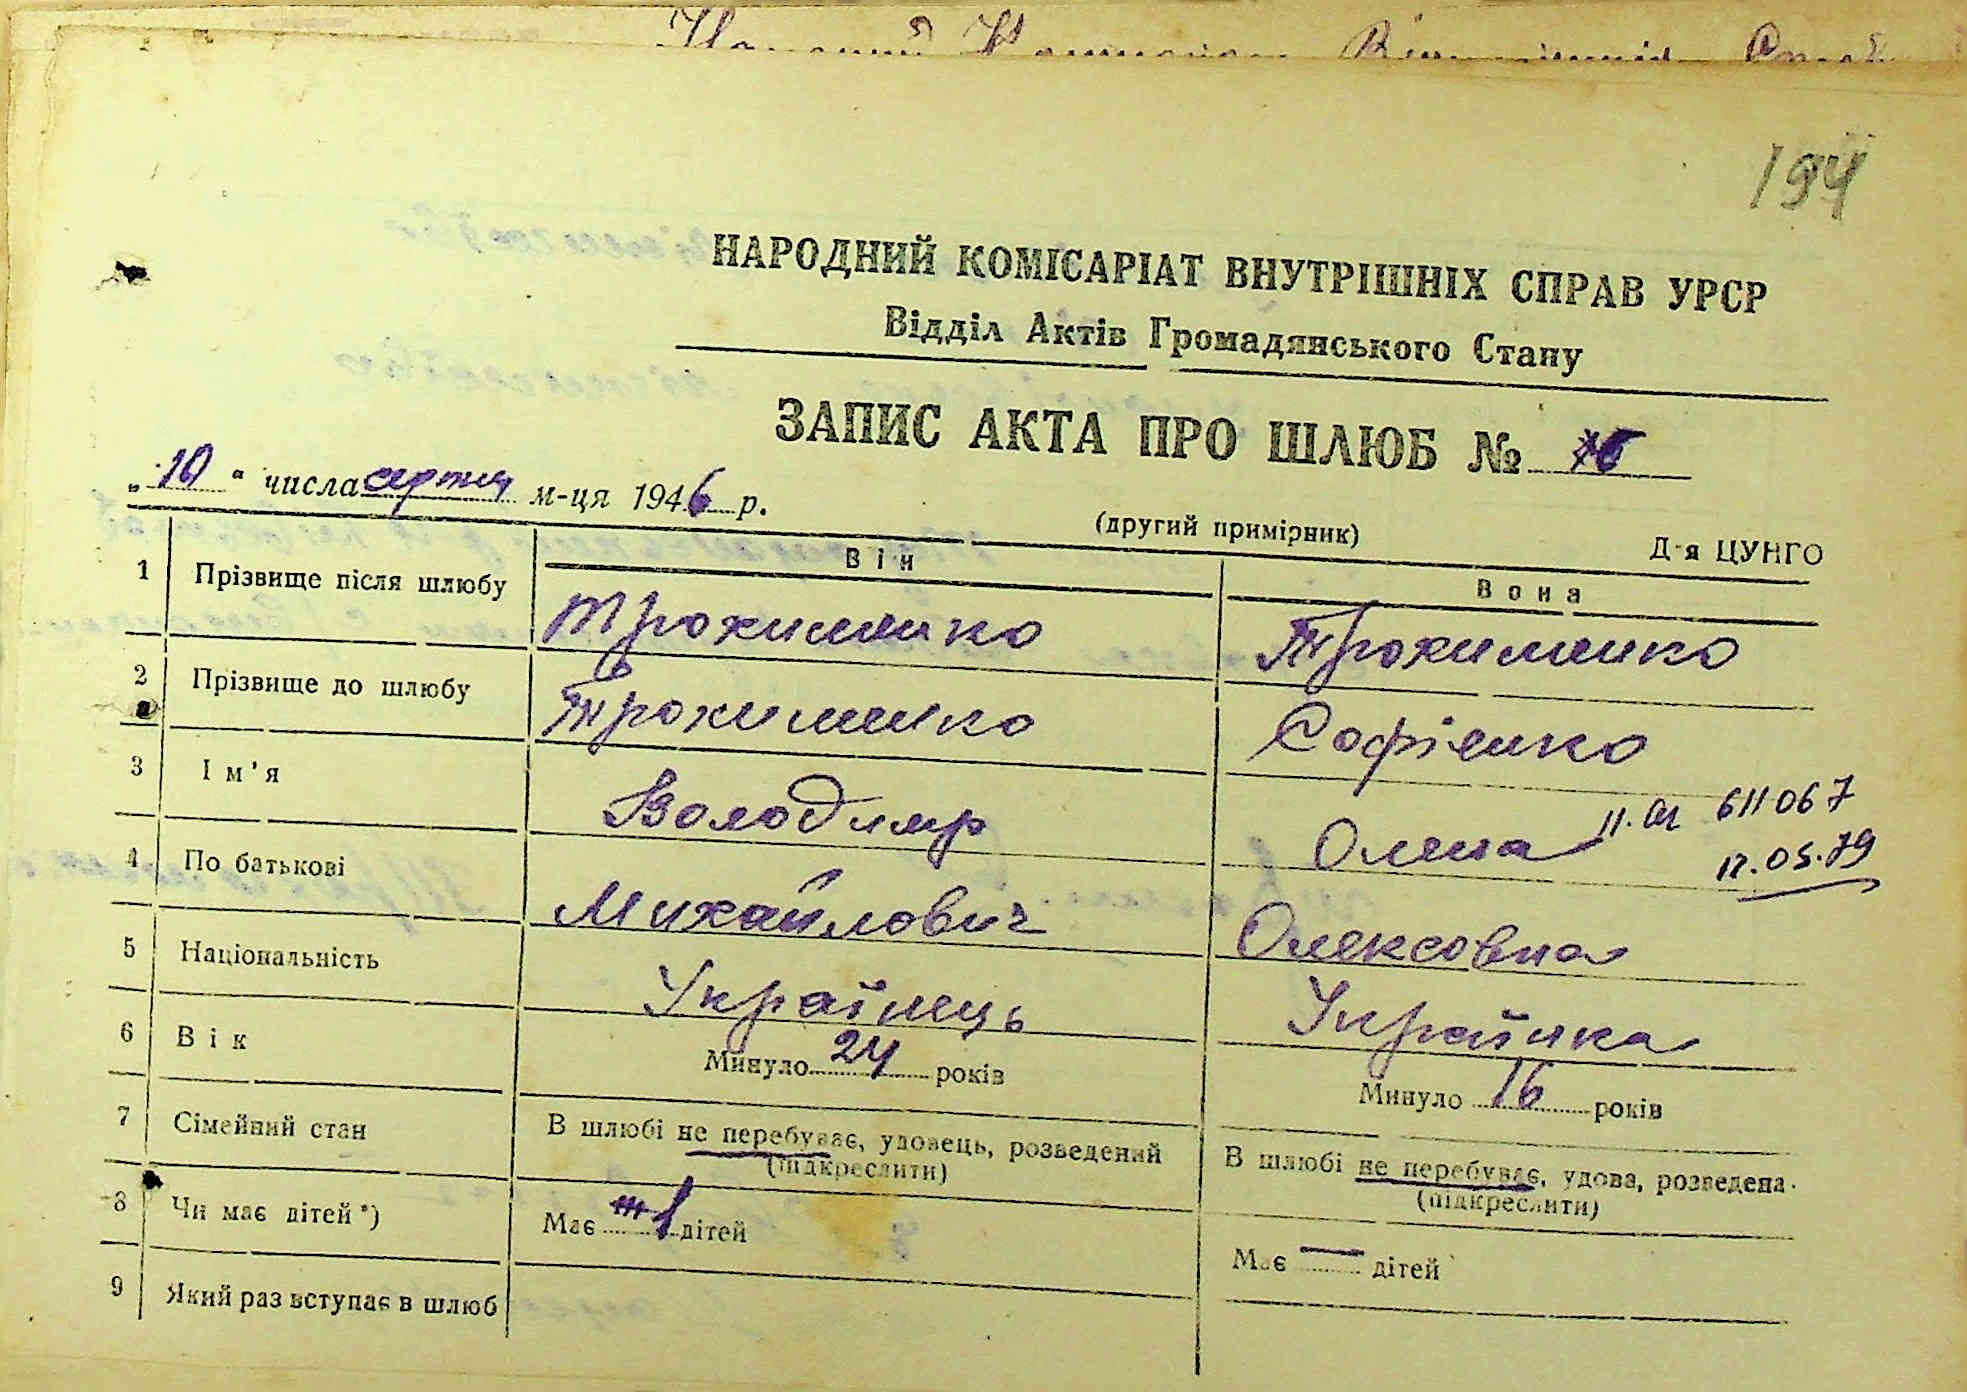 194
НАРОДНИЙ КОМІСАРІАТ ВНУТРІШНІХ СПРАВ УРСР
Відділ Актів Громадянського Стану
ЗАПИС АКТА ПРО ШЛЮБ №
„10“ числа серпня м-ця 1946 р.
(другий примірник)
Д-я ЦУНГО
Він Вона
1 Прізвище після шлюбу Трохименко Трохименко
2 Прізвище до шлюбу Трохименко Софієнко
3 Ім'я Володимр Олена
11.01 611067
12.05.79
4 По батькові Михайлович Олексовна
5 Національність Українець Українка
6 Вік Минуло 24 років Минуло 16 років
7 Сімейний стан В шлюбі не перебуває, удовець, розведений (підкреслити) В шлюбі не перебуває, удова, розведена. (підкреслити)
8 Чи має дітей*) Має 1 дітей Має — дітей
9 Який раз вступає в шлюб